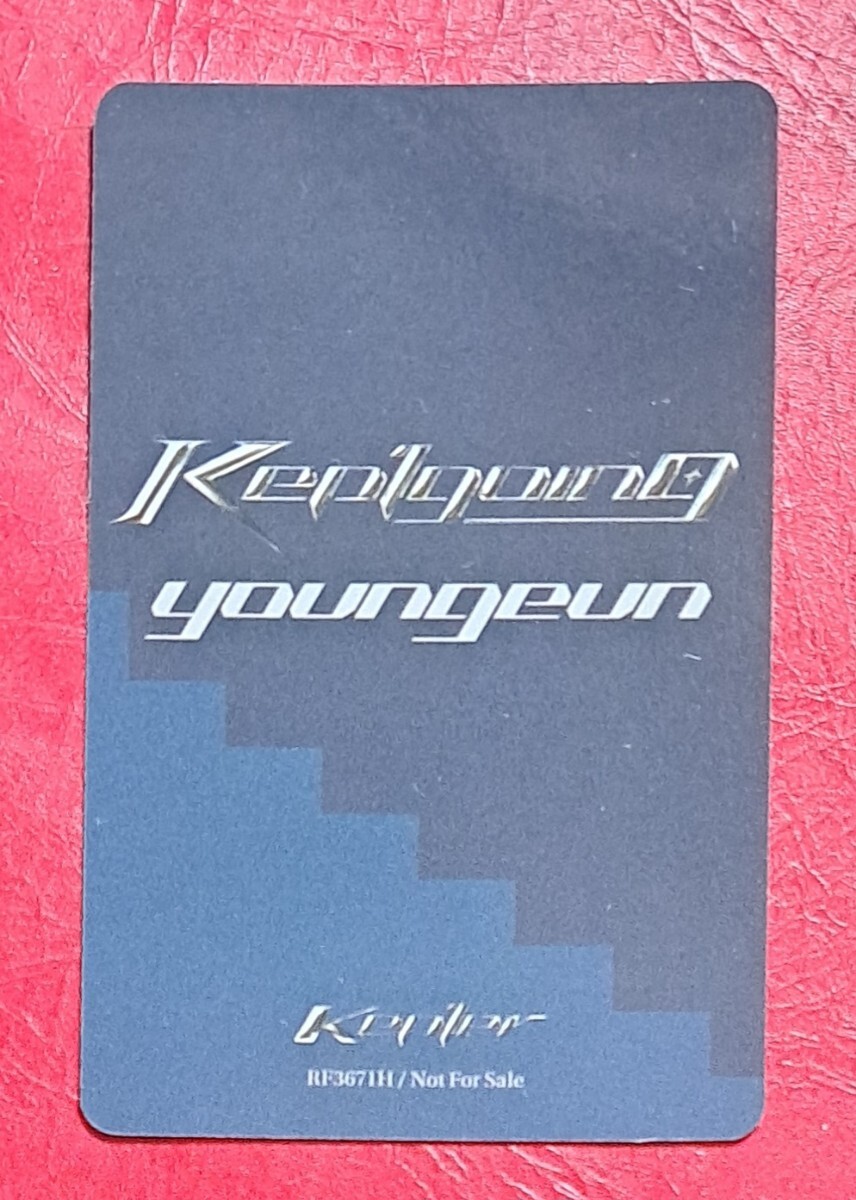 Kep1going
youngeun
Kep1er
RF3671H / Not For Sale